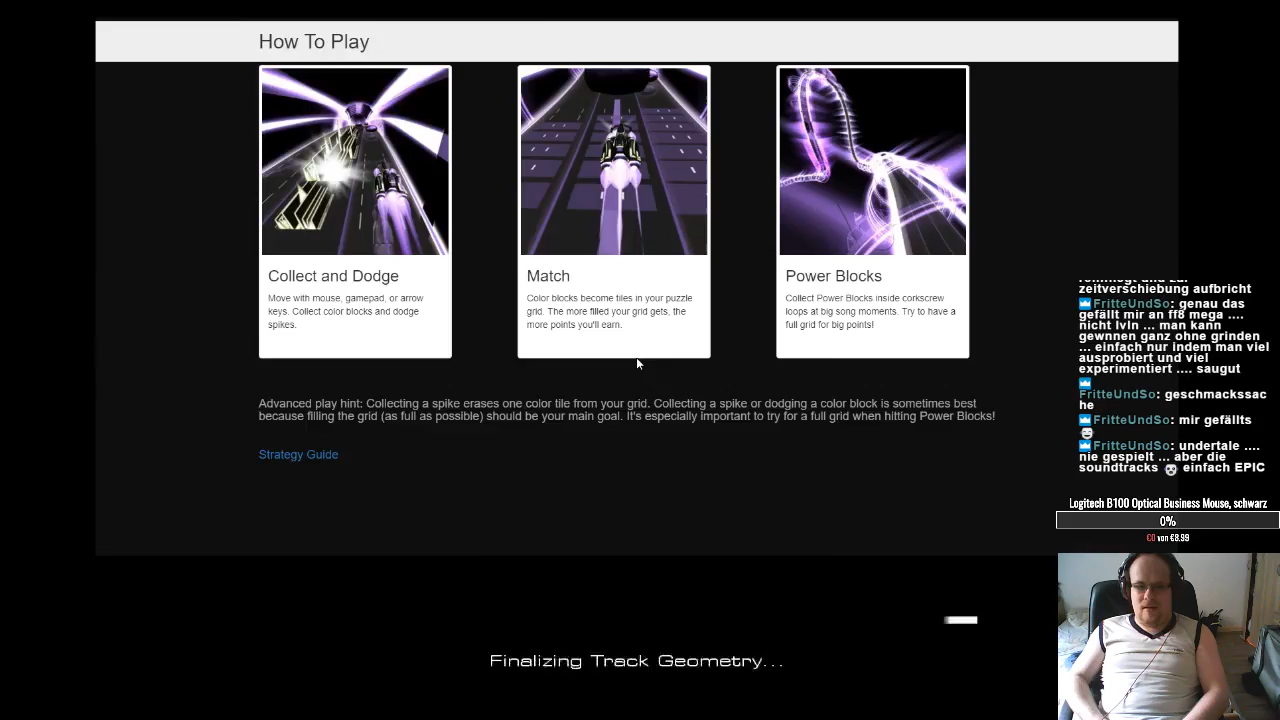 How To Play
Collect and Dodge
Move with mouse, gamepad, or arrow
keys. Collect color blocks and dodge
spikes.
Match
Color blocks become tiles in your puzzle
grid. The more filled your grid gets, the
more points you'll earn.
Power Blocks
Collect Power Blocks inside corkscrew
loops at big song moments. Try to have a
full grid for big points!
Advanced play hint: Collecting a spike erases one color tile from your grid. Collecting a spike or dodging a color block is sometimes best
because filling the grid (as full as possible) should be your main goal. It's especially important to try for a full grid when hitting Power Blocks!
Strategy Guide
Finalizing Track Geometry...
zeitverschiebung aufbricht
FritteUndSo: genau das
gefällt mir an ff8 mega ....
nicht lvln ... man kann
gewnnen ganz ohne grinden
... einfach nur indem man viel
ausprobiert und viel
experimentiert .... saugut
FritteUndSo: geschmackssac
he
FritteUndSo: mir gefällts
FritteUndSo: undertale ....
nie gespielt ... aber die
soundtracks einfach EPIC
Logitech B100 Optical Business Mouse, schwarz
0%
€0 von €8.99